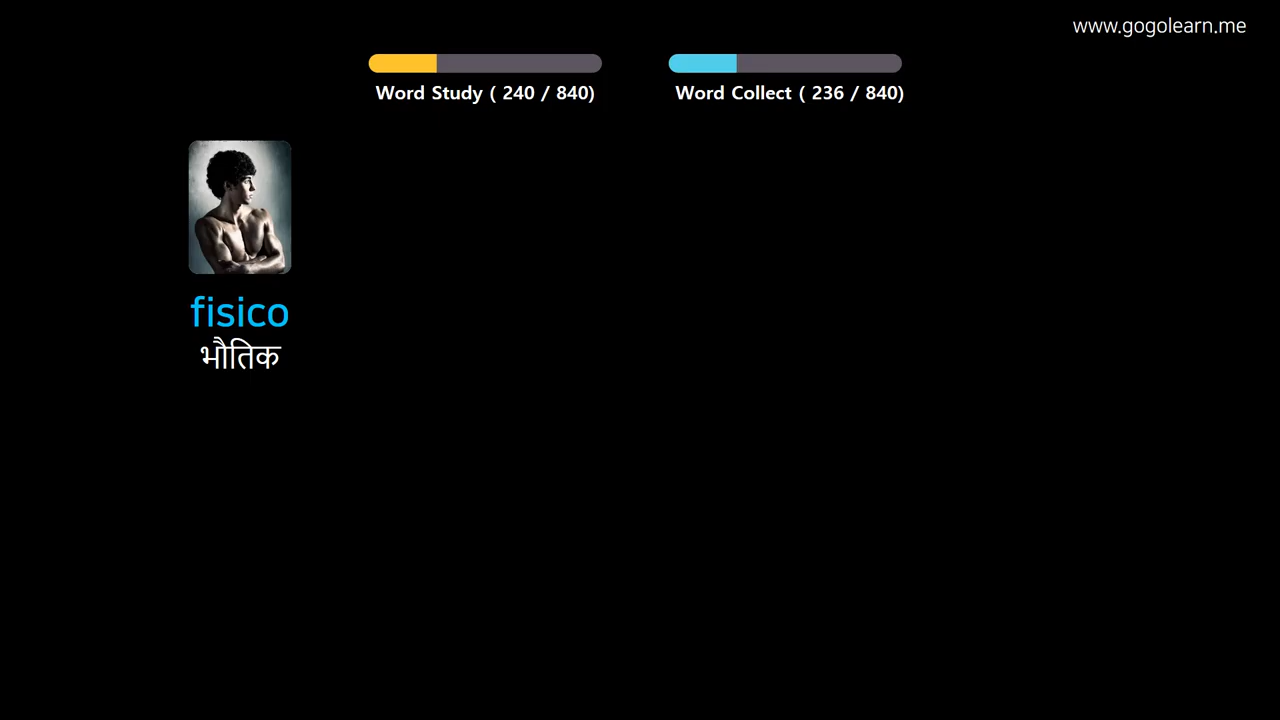 www.gogolearn.me
Word Study ( 240 / 840)
Word Collect ( 236 / 840)
fisico
भौतिक